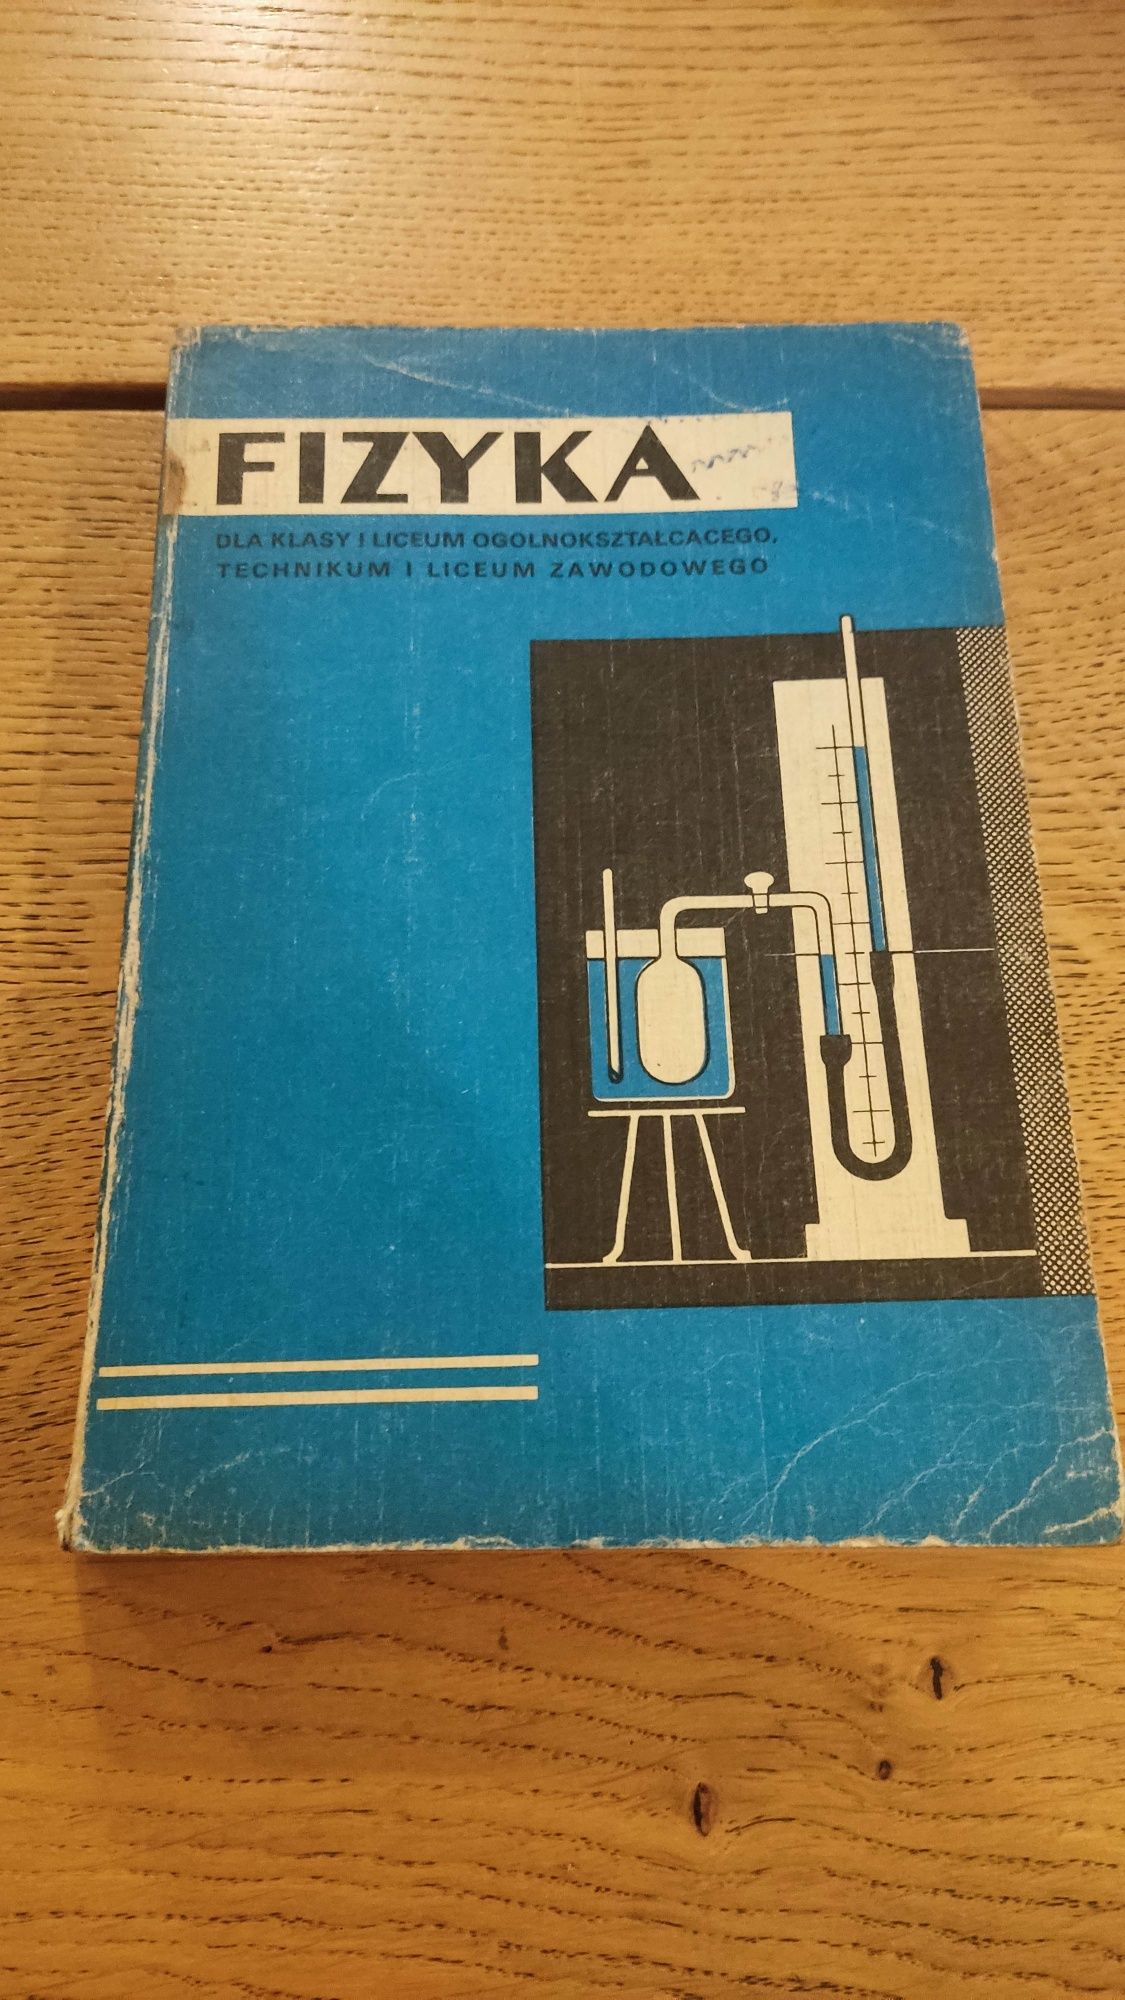 FIZYKA
DLA KLASY I LICEUM OGÓLNOKSZTAŁCĄCEGO,
TECHNIKUM I LICEUM ZAWODOWEGO